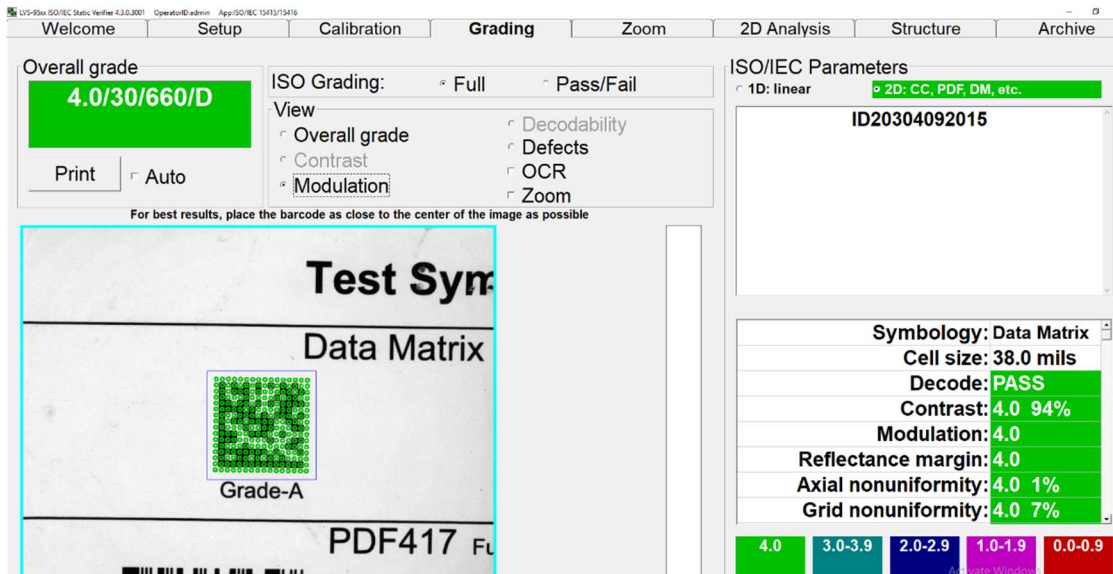 LVS-95xx ISO/IEC Static Verifier 4.3.0.3001 OperatorID:admin App:ISO/IEC 15415/15416
Welcome Setup Calibration Grading Zoom 2D Analysis Structure Archive
Overall grade
4.0/30/660/D
Print Auto
ISO Grading: Full Pass/Fail
View
Overall grade
Contrast
Modulation
Decodability
Defects
OCR
Zoom
For best results, place the barcode as close to the center of the image as possible
Test Sym
Data Matrix
Grade-A
PDF417 Fu
ISO/IEC Parameters
1D: linear 2D: CC, PDF, DM, etc.
ID20304092015
Symbology: Data Matrix
Cell size: 38.0 mils
Decode: PASS
Contrast: 4.0 94%
Modulation: 4.0
Reflectance margin: 4.0
Axial nonuniformity: 4.0 1%
Grid nonuniformity: 4.0 7%
4.0 3.0-3.9 2.0-2.9 1.0-1.9 0.0-0.9
Activate Windows